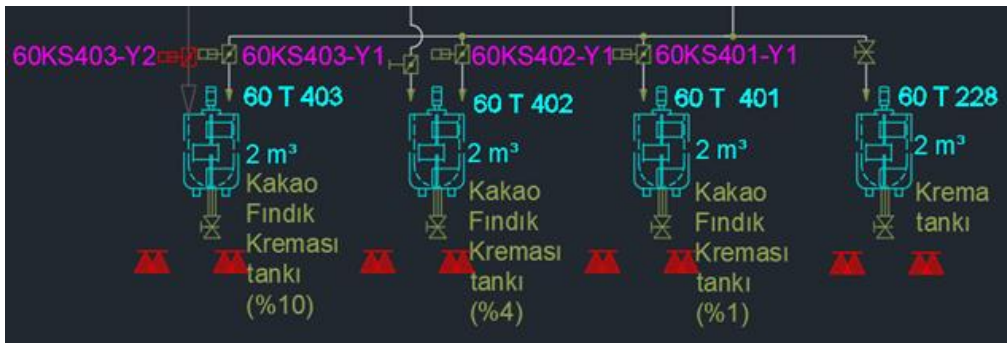 60KS403-Y2
60KS403-Y1
60KS402-Y1
60KS401-Y1
60 T 403
60 T 402
60 T 401
60 T 228
2 m³
Kakao
Fındık
Kreması
tankı
(%10)
2 m³
Kakao
Fındık
Kreması
tankı
(%4)
2 m³
Kakao
Fındık
Kreması
tankı
(%1)
2 m³
Krema
tankı